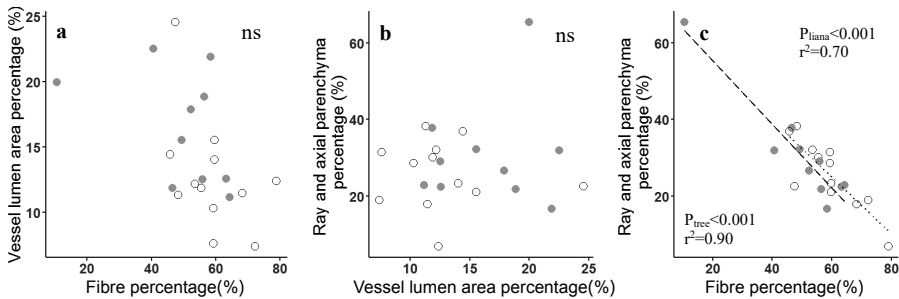 a
ns
Vessel lumen area percentage (%)
25
20
15
10
20
40
60
80
Fibre percentage(%)
b
ns
Ray and axial parenchyma
percentage (%)
60
40
20
10
15
20
25
Vessel lumen area percentage(%)
c
Pliana<0.001
r²=0.70
Ray and axial parenchyma
percentage (%)
60
40
20
Ptree<0.001
r²=0.90
20
40
60
80
Fibre percentage(%)